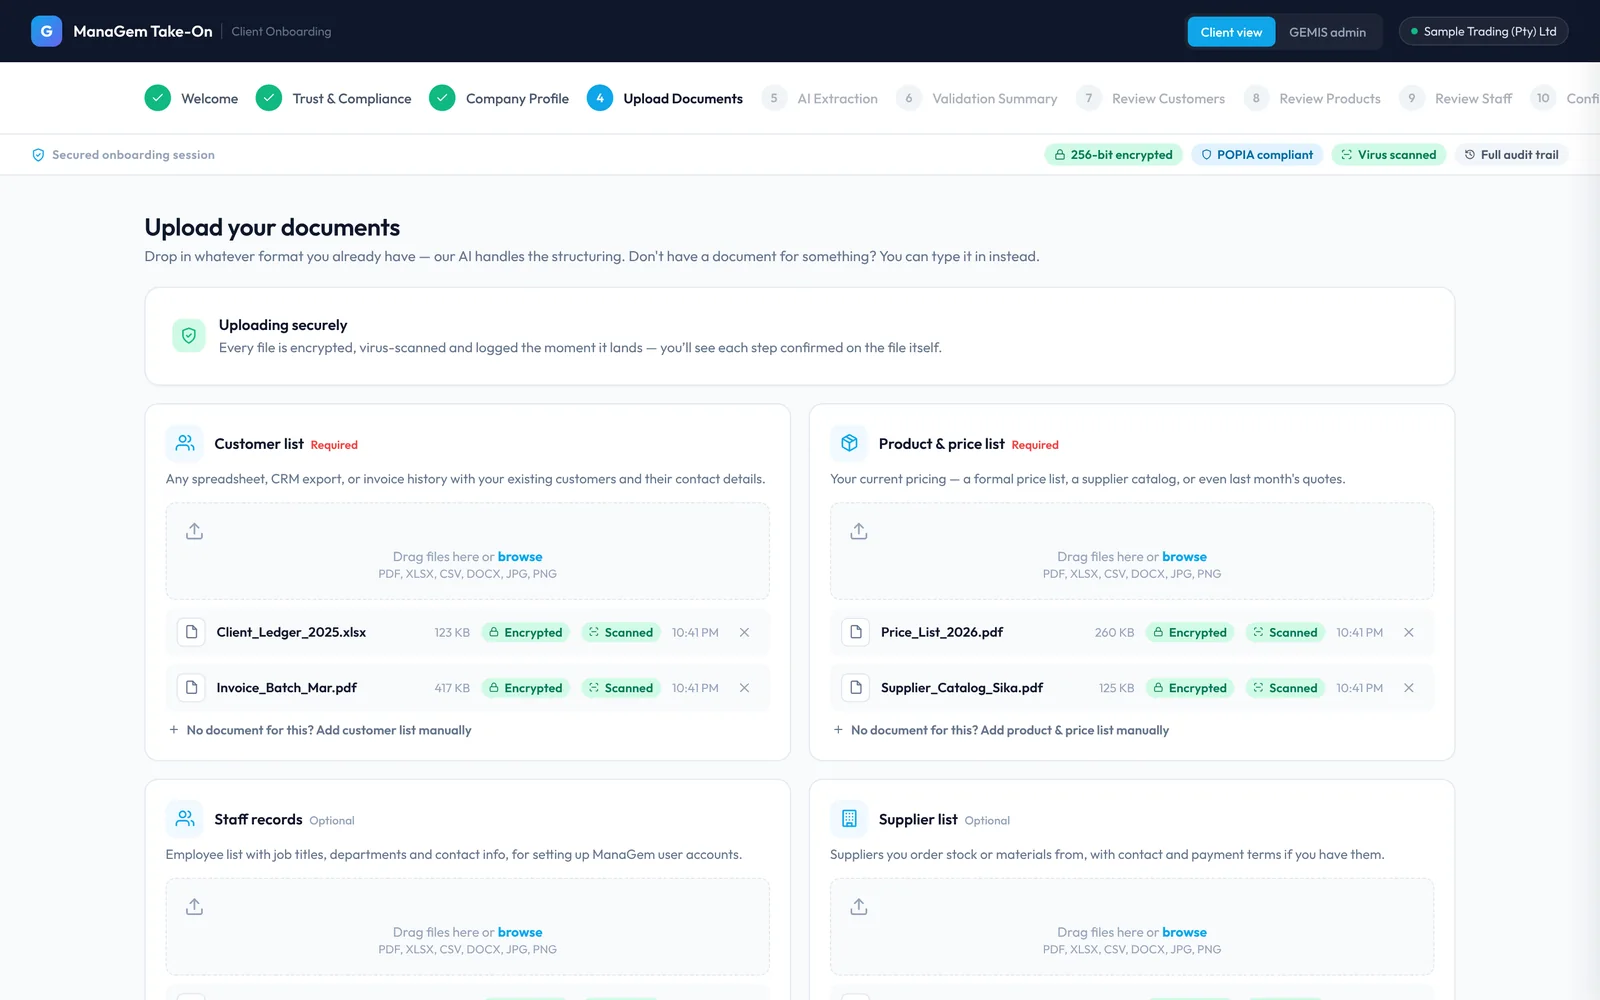 G ManaGem Take-On Client Onboarding Client view GEMIS admin Sample Trading (Pty) Ltd
Welcome Trust & Compliance Company Profile 4 Upload Documents 5 AI Extraction 6 Validation Summary 7 Review Customers 8 Review Products 9 Review Staff 10 Confi
Secured onboarding session 256-bit encrypted POPIA compliant Virus scanned Full audit trail
Upload your documents
Drop in whatever format you already have — our AI handles the structuring. Don't have a document for something? You can type it in instead.
Uploading securely
Every file is encrypted, virus-scanned and logged the moment it lands — you'll see each step confirmed on the file itself.
Customer list Required
Any spreadsheet, CRM export, or invoice history with your existing customers and their contact details.
Drag files here or browse
PDF, XLSX, CSV, DOCX, JPG, PNG
Client_Ledger_2025.xlsx 123 KB Encrypted Scanned 10:41 PM
Invoice_Batch_Mar.pdf 417 KB Encrypted Scanned 10:41 PM
+ No document for this? Add customer list manually
Product & price list Required
Your current pricing — a formal price list, a supplier catalog, or even last month's quotes.
Drag files here or browse
PDF, XLSX, CSV, DOCX, JPG, PNG
Price_List_2026.pdf 260 KB Encrypted Scanned 10:41 PM
Supplier_Catalog_Sika.pdf 125 KB Encrypted Scanned 10:41 PM
+ No document for this? Add product & price list manually
Staff records Optional
Employee list with job titles, departments and contact info, for setting up ManaGem user accounts.
Drag files here or browse
PDF, XLSX, CSV, DOCX, JPG, PNG
Supplier list Optional
Suppliers you order stock or materials from, with contact and payment terms if you have them.
Drag files here or browse
PDF, XLSX, CSV, DOCX, JPG, PNG